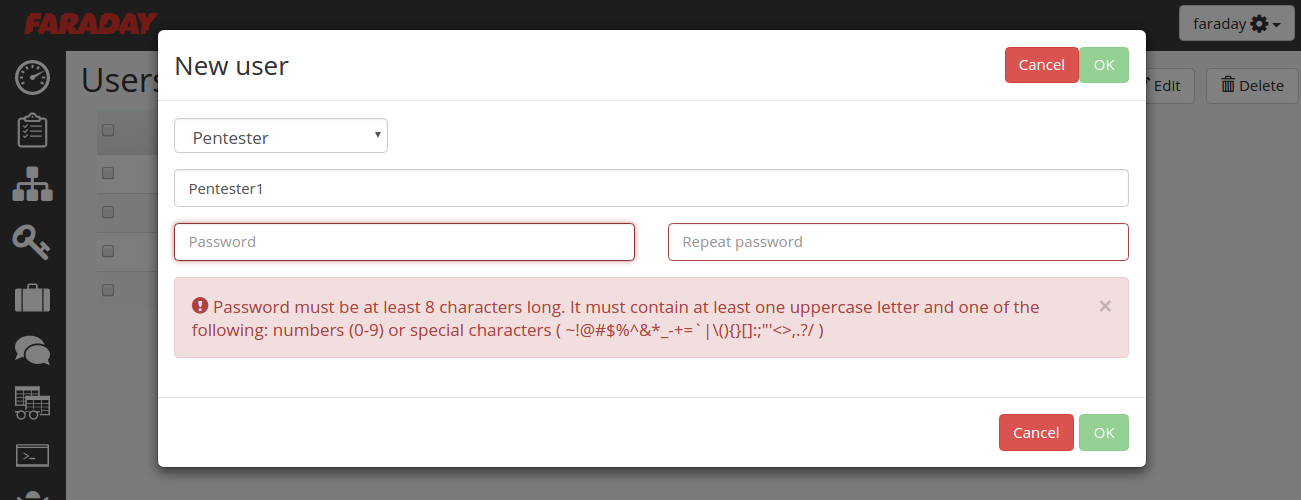 FARADAY
faraday
Users
Edit
Delete
New user
Cancel
OK
Pentester
Pentester1
Password
Repeat password
Password must be at least 8 characters long. It must contain at least one uppercase letter and one of the
following: numbers (0-9) or special characters ( ~!@#$%^&*_-+=`|\(){}[]:;"'<>,.?/ )
×
Cancel
OK